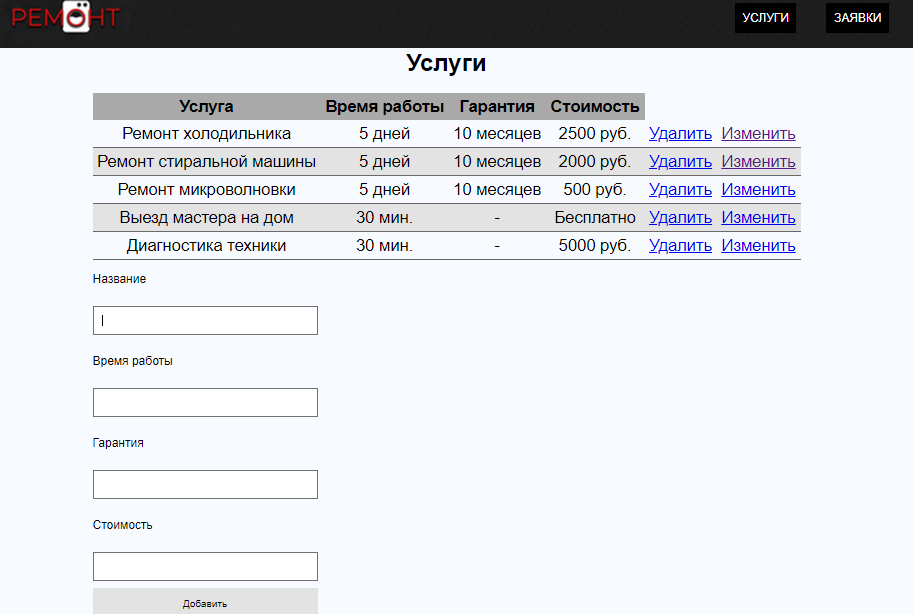 РЕМОНТ
УСЛУГИ ЗАЯВКИ
Услуги
Услуга Время работы Гарантия Стоимость
Ремонт холодильника 5 дней 10 месяцев 2500 руб. Удалить Изменить
Ремонт стиральной машины 5 дней 10 месяцев 2000 руб. Удалить Изменить
Ремонт микроволновки 5 дней 10 месяцев 500 руб. Удалить Изменить
Выезд мастера на дом 30 мин. - Бесплатно Удалить Изменить
Диагностика техники 30 мин. - 5000 руб. Удалить Изменить
Название
Время работы
Гарантия
Стоимость
Добавить